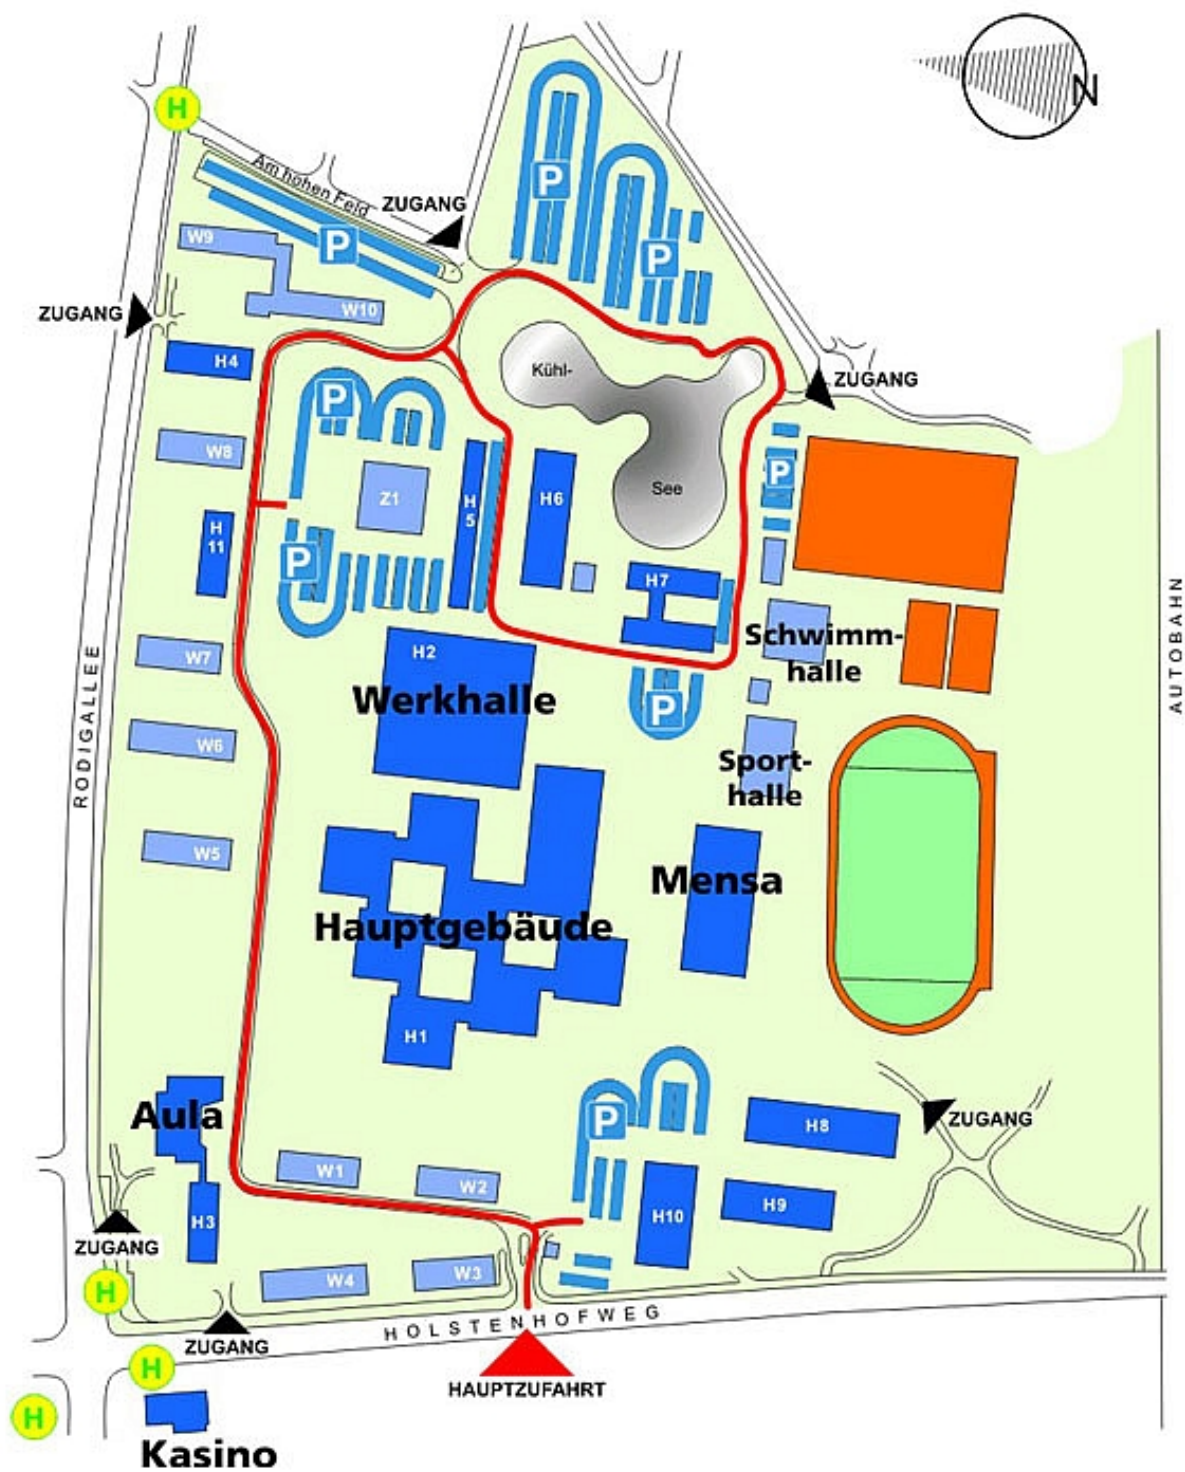 N
H
Am hohen Feld
ZUGANG
P
P
P
W9
W10
ZUGANG
H4
Kühl-
ZUGANG
P
W8
Z1
H
5
H6
See
P
H
11
P
H7
AUTOBAHN
W7
H2
Schwimm-
halle
Werkhalle
P
RODIGALLEE
W6
Sport-
halle
W5
Mensa
Hauptgebäude
H1
Aula
P
H8
ZUGANG
W1
W2
H9
H10
H3
ZUGANG
W4
W3
H
HOLSTENHOFWEG
ZUGANG
H
HAUPTZUFAHRT
H
Kasino